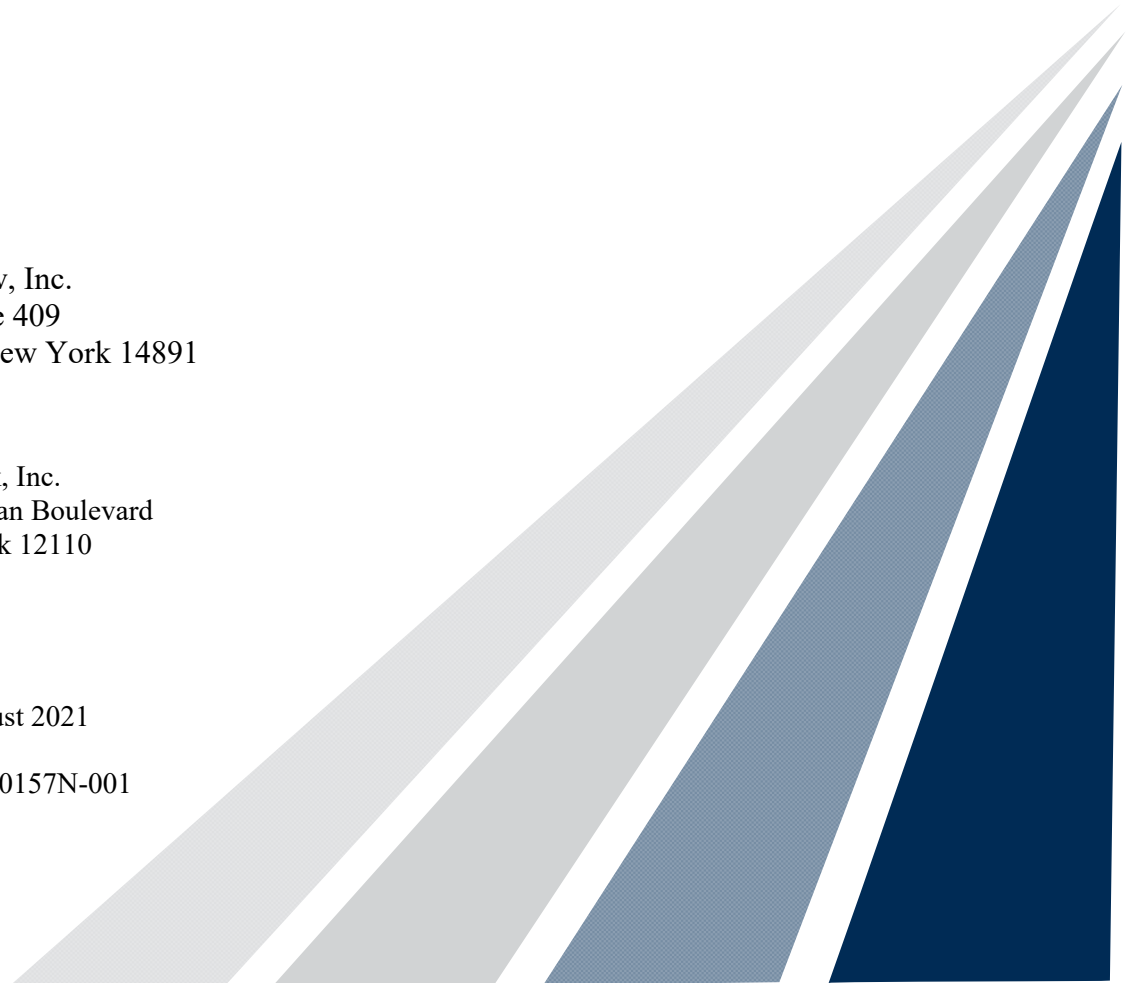 , Inc.
409
ew York 14891
, Inc.
an Boulevard
12110
ust 2021
0157N-001